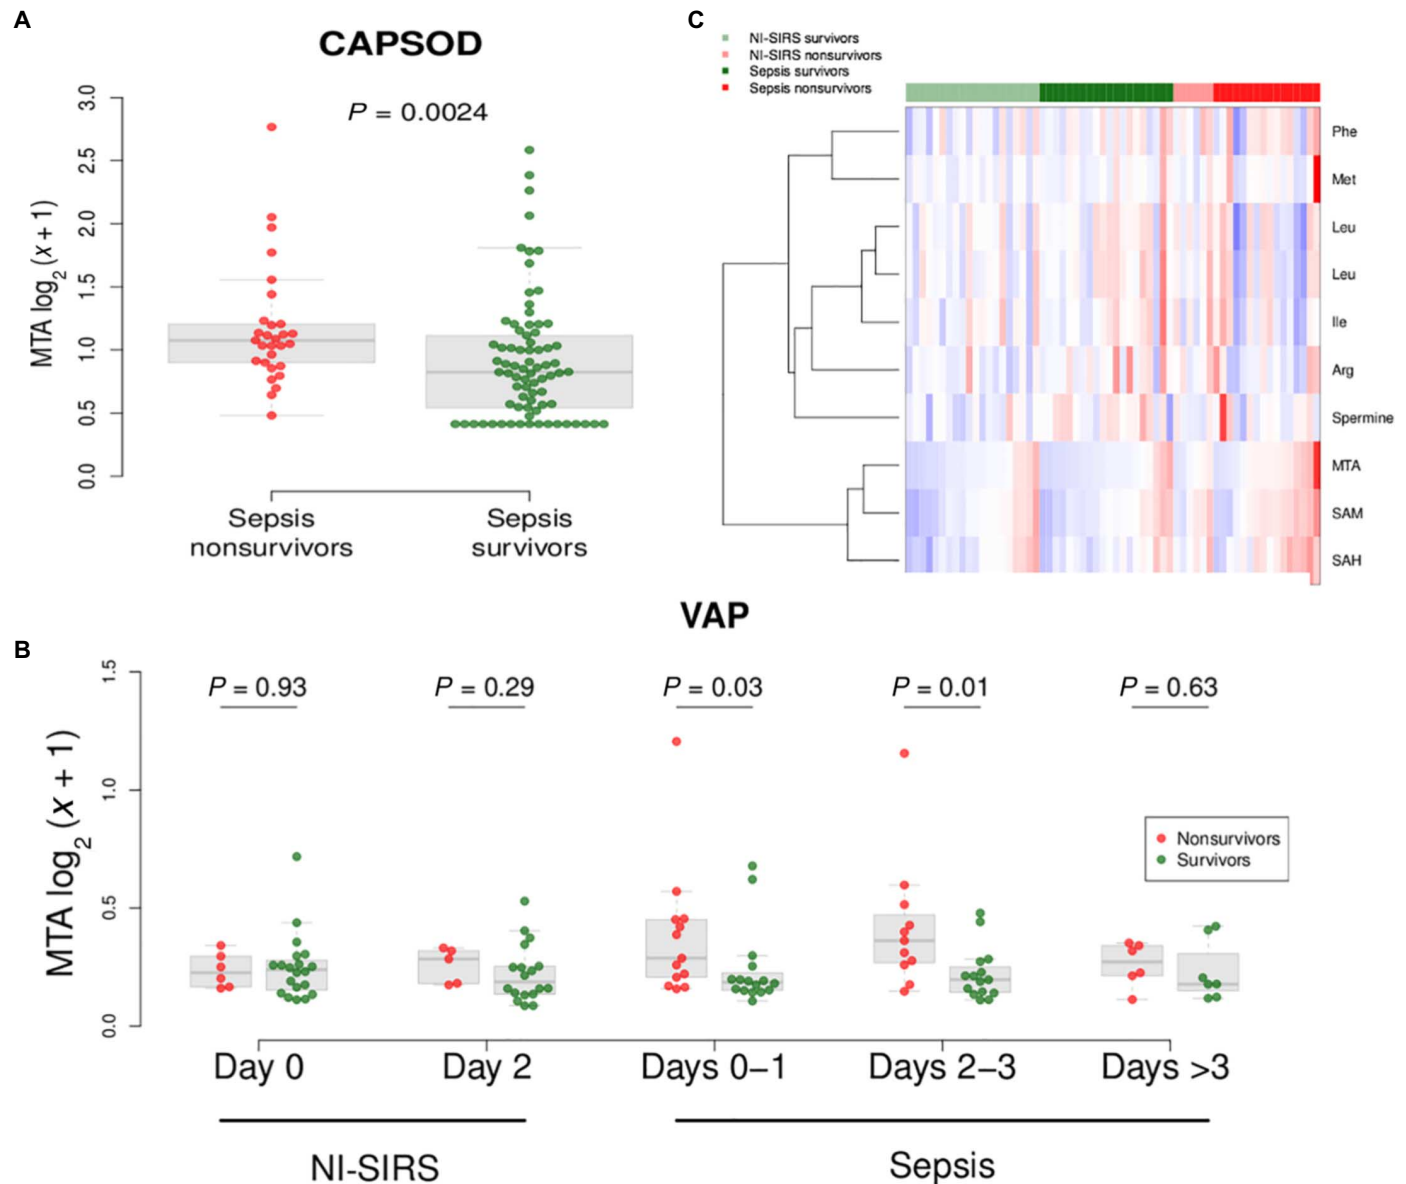 A
CAPSOD
P = 0.0024
MTA log2 (x + 1)
3.0
2.5
2.0
1.5
1.0
0.5
0.0
Sepsis
nonsurvivors
Sepsis
survivors
C
NI-SIRS survivors
NI-SIRS nonsurvivors
Sepsis survivors
Sepsis nonsurvivors
Phe
Met
Leu
Leu
Ile
Arg
Spermine
MTA
SAM
SAH
VAP
B
MTA log2 (x + 1)
1.5
1.0
0.5
0.0
P = 0.93
P = 0.29
P = 0.03
P = 0.01
P = 0.63
Nonsurvivors
Survivors
Day 0
Day 2
Days 0–1
Days 2–3
Days >3
NI-SIRS
Sepsis